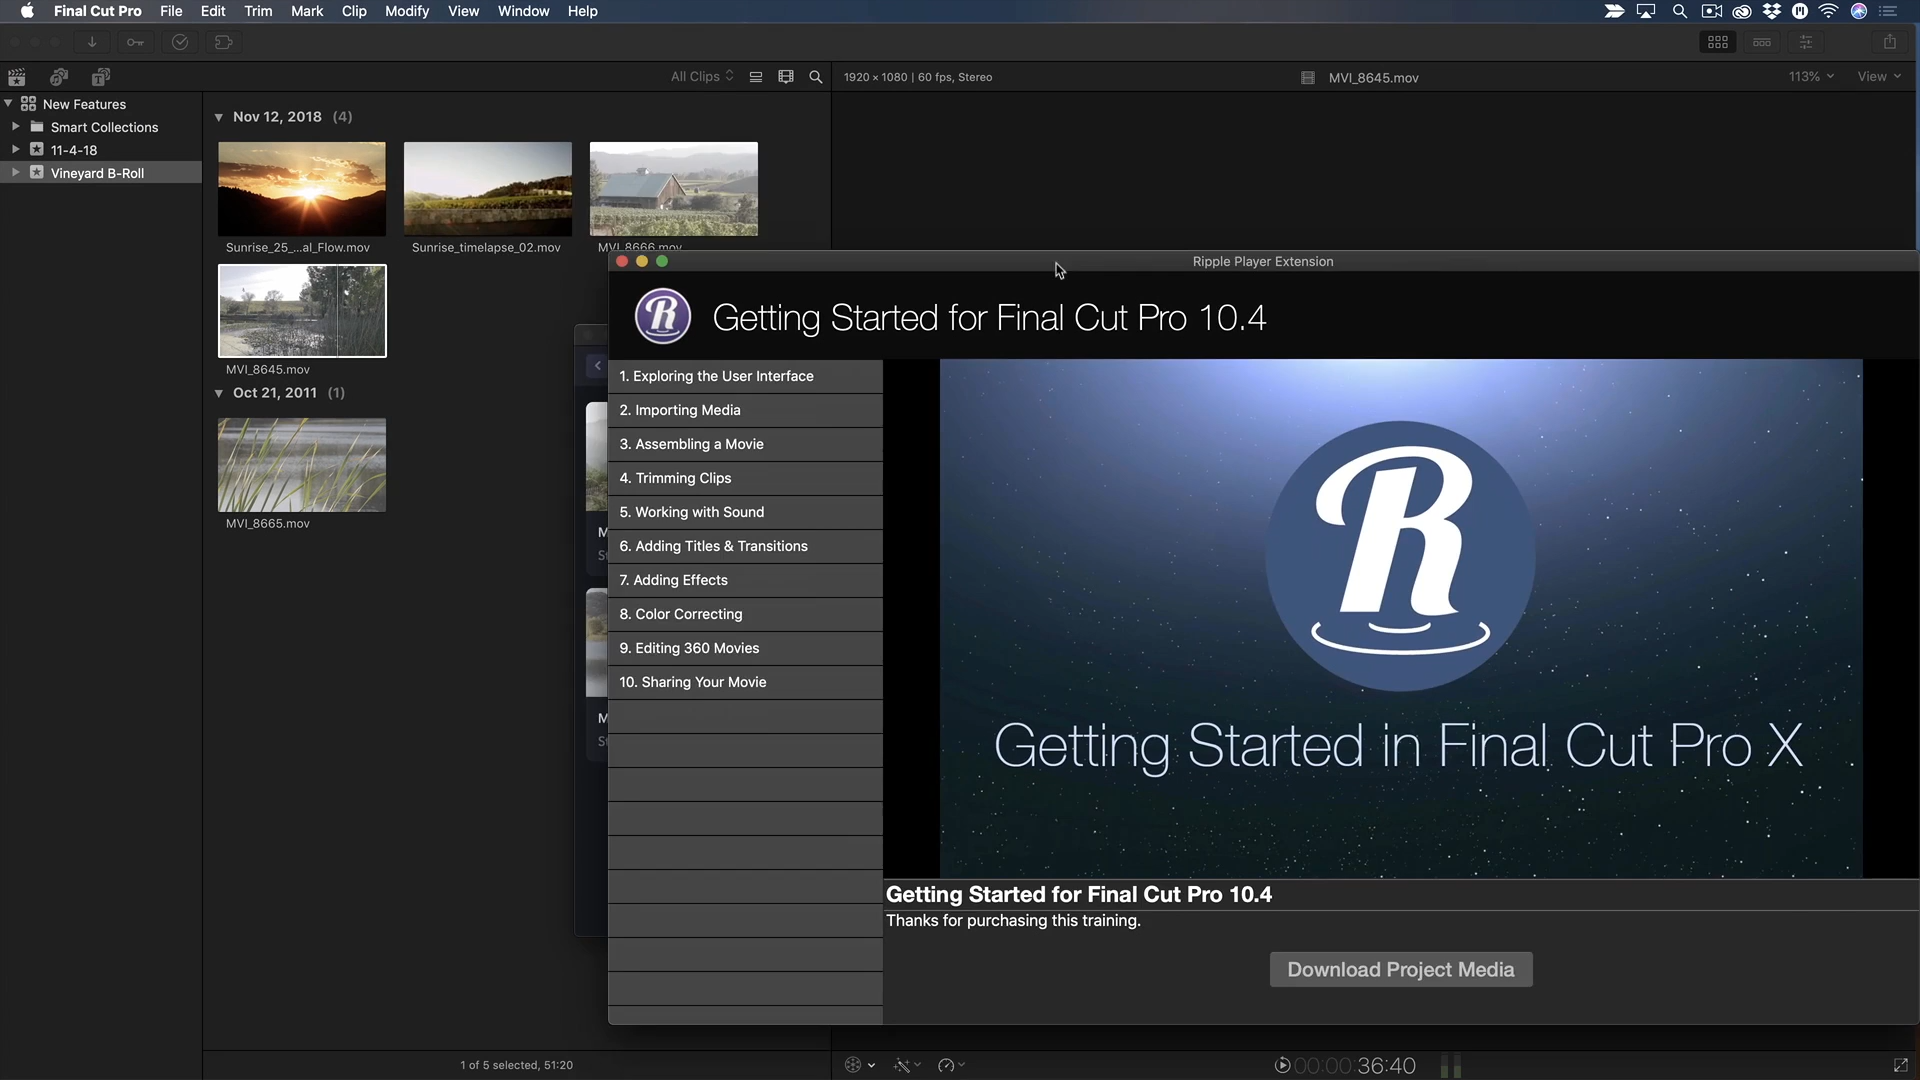 Final Cut Pro File Edit Trim Mark Clip Modify View Window Help
All Clips
1920 × 1080 | 60 fps, Stereo
MVI_8645.mov
113%
View
New Features
Smart Collections
11-4-18
Vineyard B-Roll
Nov 12, 2018 (4)
Sunrise_25_...al_Flow.mov
Sunrise_timelapse_02.mov
MVI_8666.mov
MVI_8645.mov
Oct 21, 2011 (1)
MVI_8665.mov
1 of 5 selected, 51:20
Ripple Player Extension
R
Getting Started for Final Cut Pro 10.4
1. Exploring the User Interface
2. Importing Media
3. Assembling a Movie
4. Trimming Clips
5. Working with Sound
6. Adding Titles & Transitions
7. Adding Effects
8. Color Correcting
9. Editing 360 Movies
10. Sharing Your Movie
R
Getting Started in Final Cut Pro X
Getting Started for Final Cut Pro 10.4
Thanks for purchasing this training.
Download Project Media
00:00:36:40